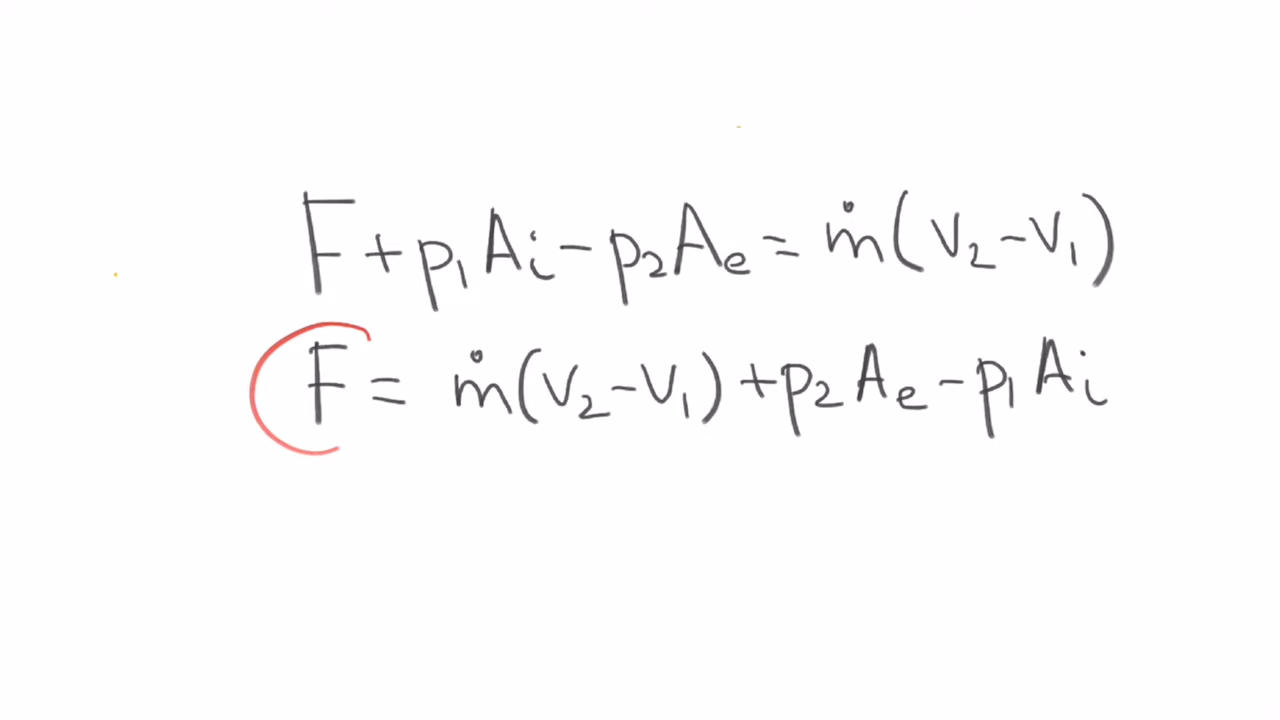 F + p₁Aᵢ − p₂Aₑ = ṁ(V₂ − V₁)
F = ṁ(V₂ − V₁) + p₂Aₑ − p₁Aᵢ